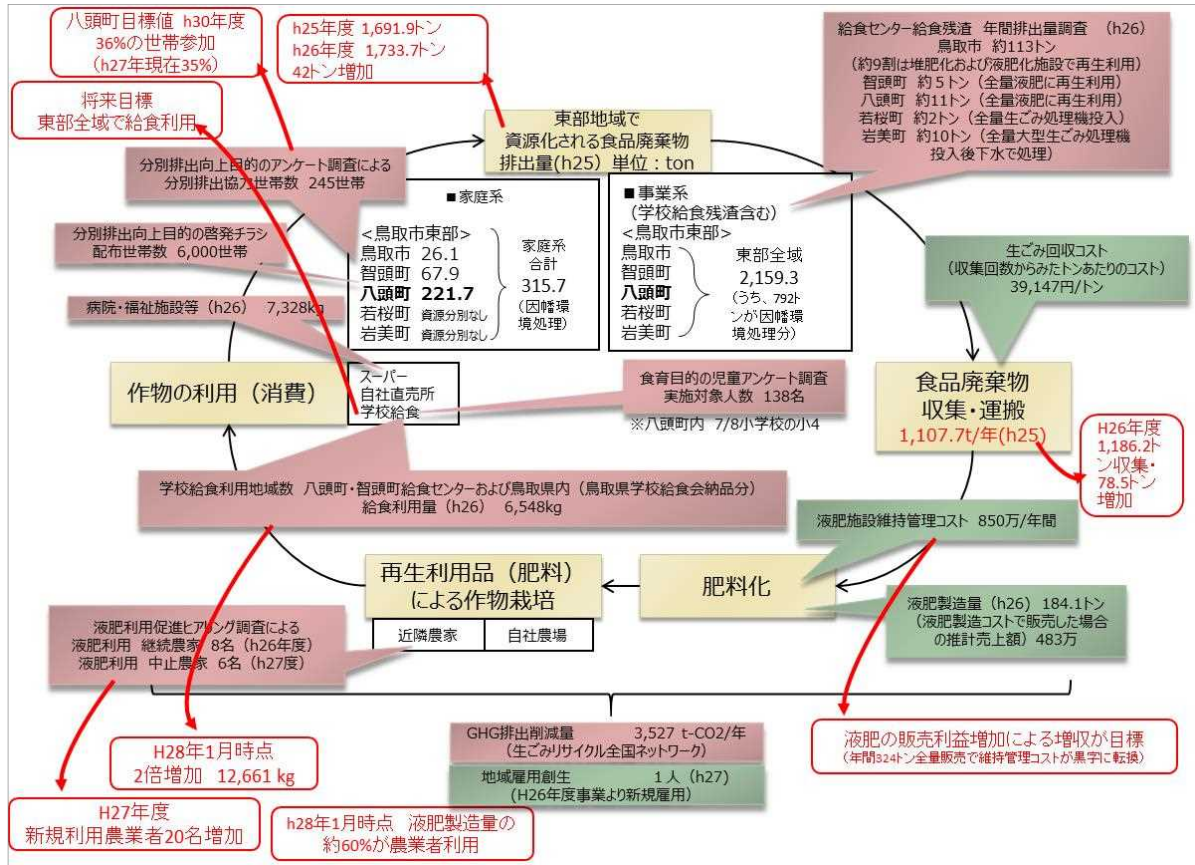 八頭町目標値 h30年度
36%の世帯参加
(h27年現在35%)
h25年度 1,691.9トン
h26年度 1,733.7トン
42トン増加
給食センター給食残渣 年間排出量調査 (h26)
鳥取市 約113トン
(約9割は堆肥化および液肥化施設で再生利用)
智頭町 約5トン(全量液肥に再生利用)
八頭町 約11トン(全量液肥に再生利用)
若桜町 約2トン(全量生ごみ処理機投入)
岩美町 約10トン(全量大型生ごみ処理機
投入後下水で処理)
将来目標
東部全域で給食利用
東部地域で
資源化される食品廃棄物
排出量(h25)単位:ton
分別排出向上目的のアンケート調査による
分別排出協力世帯数 245世帯
■家庭系
<鳥取市東部>
鳥取市 26.1
智頭町 67.9
八頭町 221.7
若桜町 資源分別なし
岩美町 資源分別なし
家庭系
合計
315.7
(因幡環
境処理)
■事業系
(学校給食残渣含む)
<鳥取市東部>
鳥取市
智頭町
八頭町
若桜町
岩美町
東部全域
2,159.3
(うち、792ト
ンが因幡環
境処理分)
分別排出向上目的の啓発チラシ
配布世帯数 6,000世帯
生ごみ回収コスト
(収集回数からみたトンあたりのコスト)
39,147円/トン
病院・福祉施設等(h26) 7,328kg
作物の利用(消費)
スーパー
自社直売所
学校給食
食育目的の児童アンケート調査
実施対象人数 138名
※八頭町内 7/8小学校の小4
食品廃棄物
収集・運搬
1,107.7t/年(h25)
H26年度
1,186.2ト
ン収集・
78.5トン
増加
学校給食利用地域数 八頭町・智頭町給食センターおよび鳥取県内(鳥取県学校給食会納品分)
給食利用量(h26) 6,548kg
液肥施設維持管理コスト 850万/年間
再生利用品(肥料)
による作物栽培
近隣農家
自社農場
肥料化
液肥製造量(h26) 184.1トン
(液肥製造コストで販売した場合
の推計売上額)483万
液肥利用促進ヒアリング調査による
液肥利用 継続農家 8名(h26年度)
液肥利用 中止農家 6名(h27度)
GHG排出削減量 3,527 t-CO2/年
(生ごみリサイクル全国ネットワーク)
地域雇用創生 1人(h27)
(H26年度事業より新規雇用)
H28年1月時点
2倍増加 12,661 kg
液肥の販売利益増加による増収が目標
(年間324トン全量販売で維持管理コストが黒字に転換)
H27年度
新規利用農業者20名増加
h28年1月時点 液肥製造量の
約60%が農業者利用